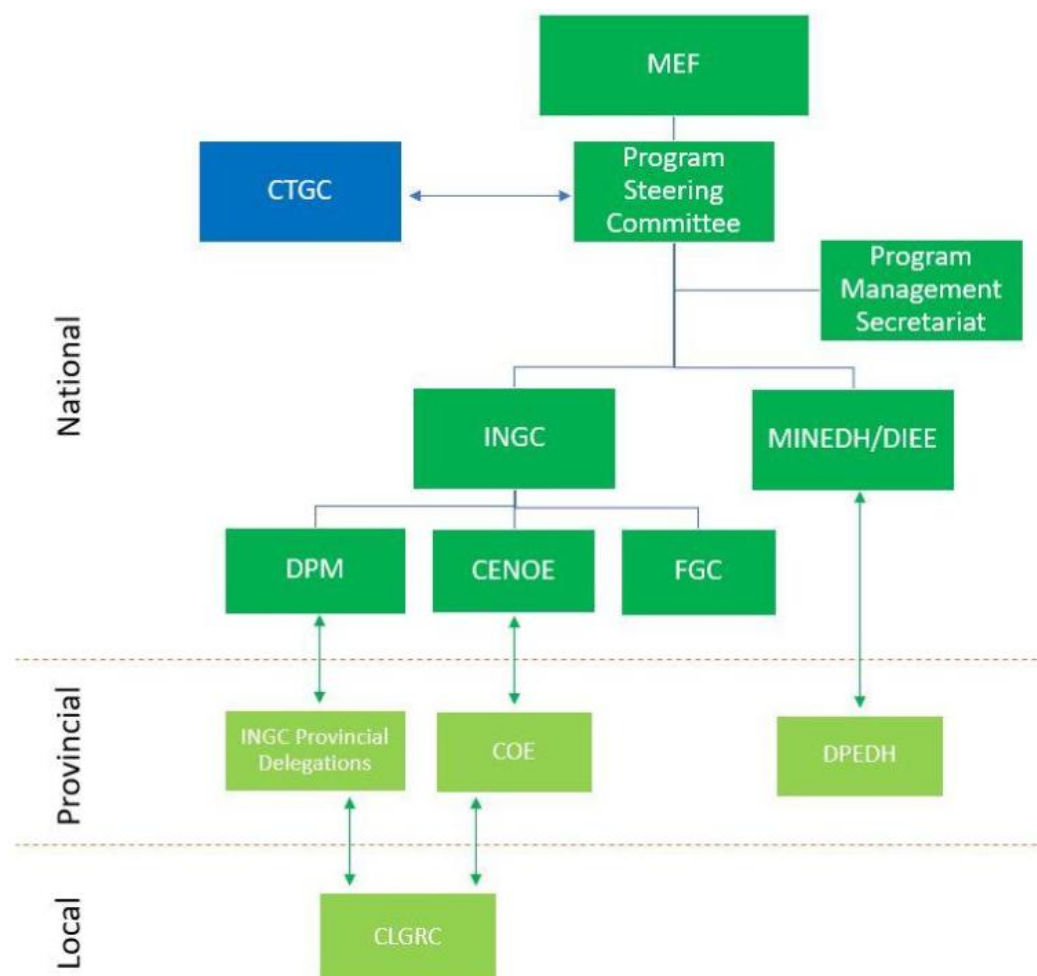 MEF
CTGC
Program
Steering
Committee
Program
Management
Secretariat
National
INGC
MINEDH/DIEE
DPM
CENOE
FGC
Provincial
INGC Provincial
Delegations
COE
DPEDH
Local
CLGRC